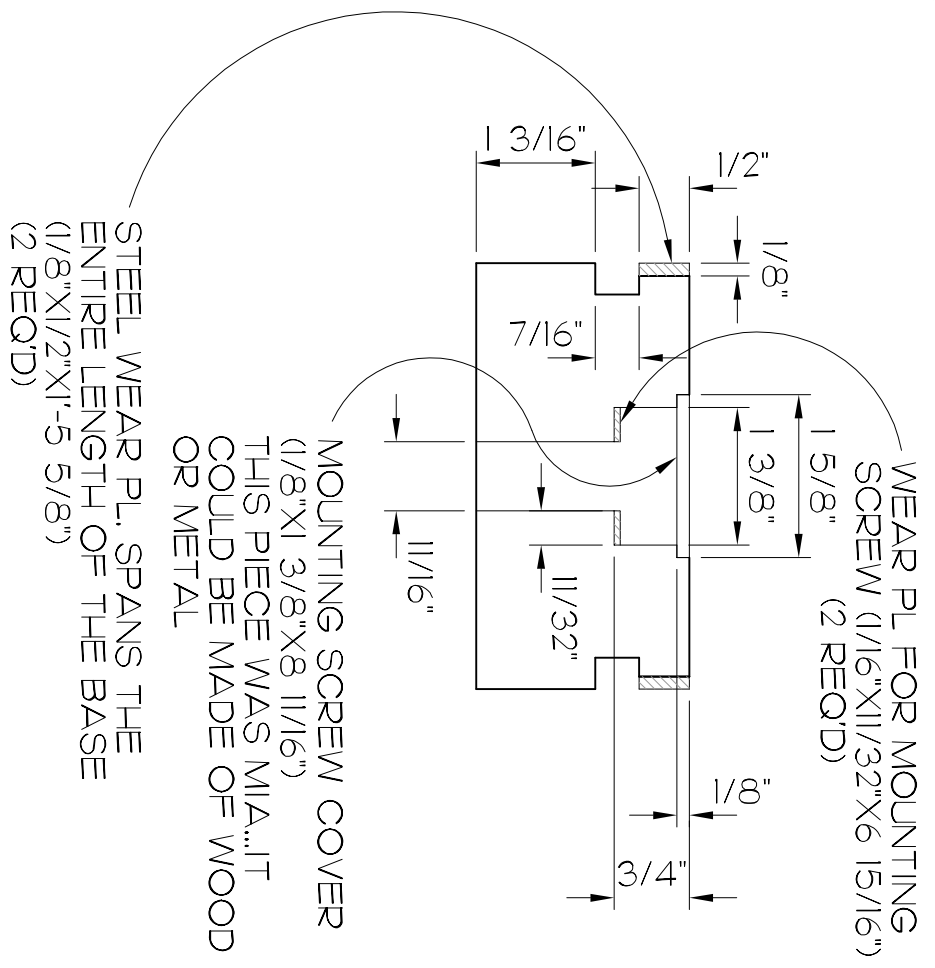 WEAR PL FOR MOUNTING
SCREW (1/16"X11/32"X6 15/16")
(2 REQ'D)
1 5/8"
1 3/8"
1/8"
1/2"
1 3/16"
7/16"
11/16"
11/32"
1/8"
3/4"
MOUNTING SCREW COVER
(1/8"X1 3/8"X8 11/16")
THIS PIECE WAS MIA...IT
COULD BE MADE OF WOOD
OR METAL
STEEL WEAR PL. SPANS THE
ENTIRE LENGTH OF THE BASE
(1/8"X1/2"X1'-5 5/8")
(2 REQ'D)